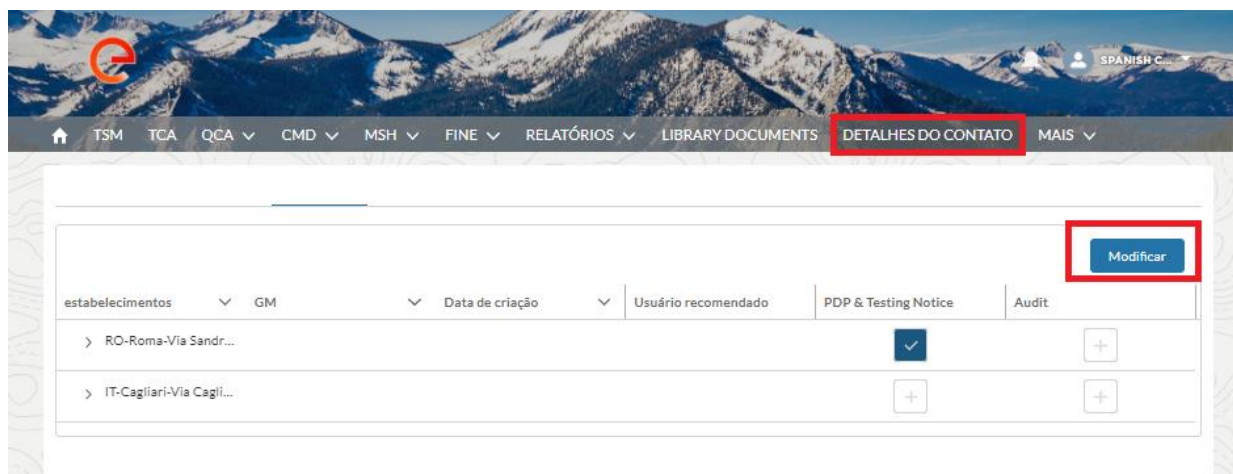 SPANISH C...
TSM TCA QCA CMD MSH FINE RELATÓRIOS LIBRARY DOCUMENTS DETALHES DO CONTATO MAIS
Modificar
estabelecimentos GM Data de criação Usuário recomendado PDP & Testing Notice Audit
RO-Roma-Via Sandr...
IT-Cagliari-Via Cagli...